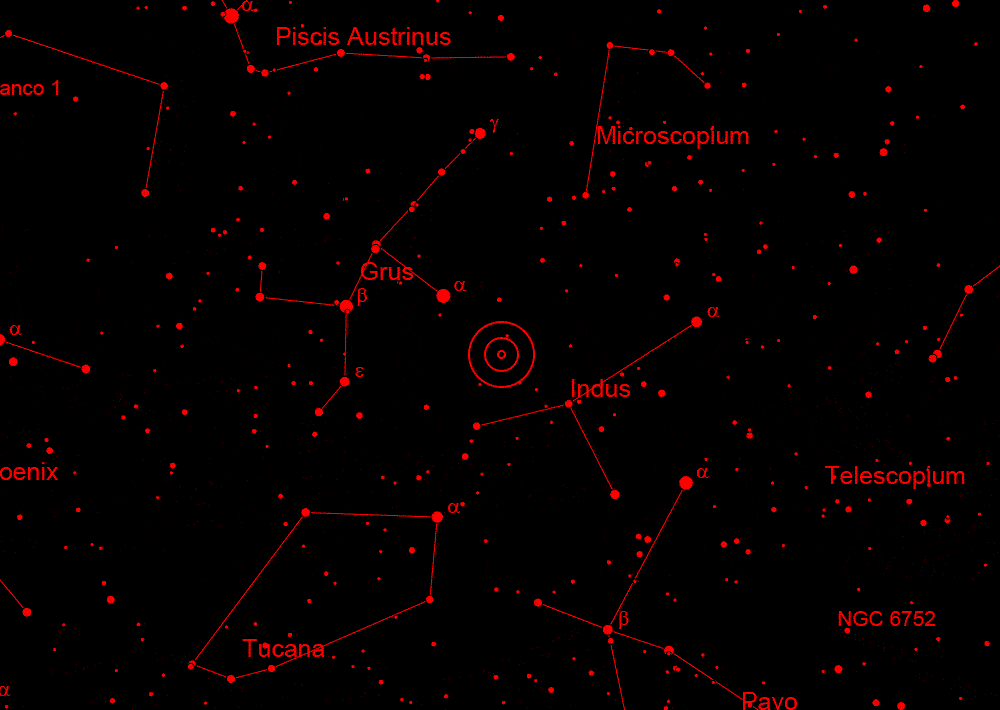 α
Piscis Austrinus
anco 1
γ
Microscopium
Grus
α
β
α
α
ε
Indus
oenix
α
Telescopium
α
β
NGC 6752
Tucana
α
Pavo